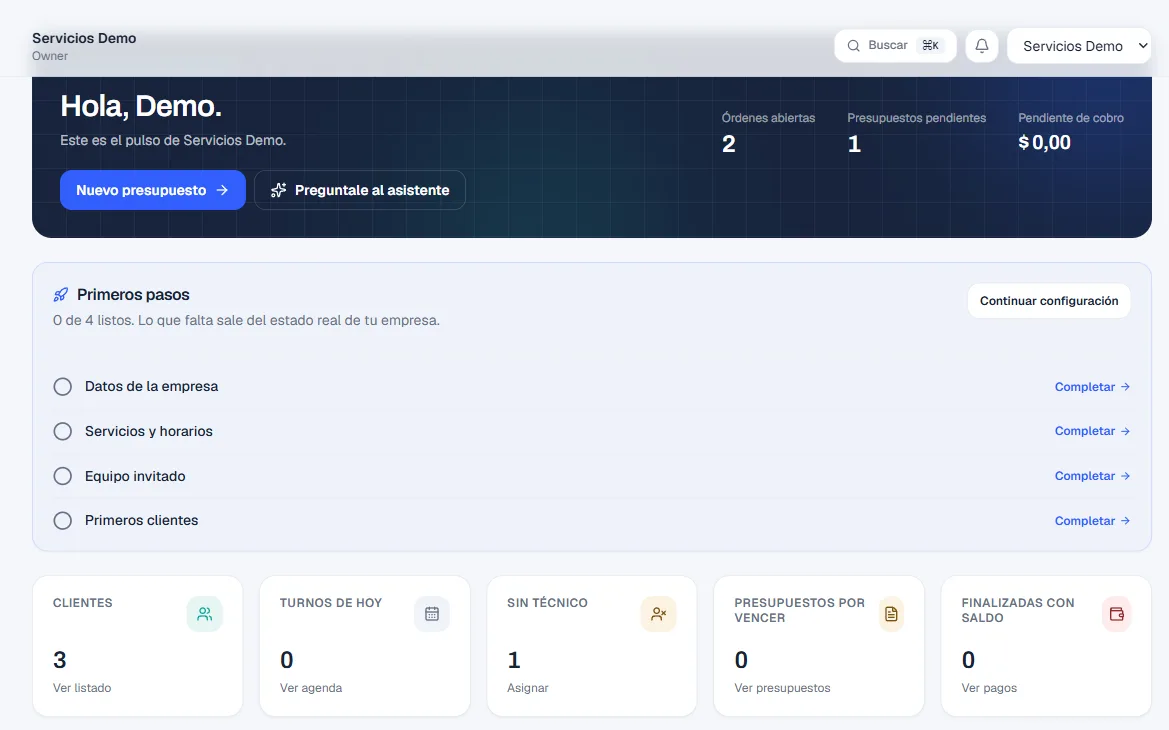 Servicios Demo
Owner
Buscar ⌘K
Servicios Demo
Hola, Demo.
Este es el pulso de Servicios Demo.
Nuevo presupuesto →
Preguntale al asistente
Órdenes abiertas
2
Presupuestos pendientes
1
Pendiente de cobro
$ 0,00
Primeros pasos
0 de 4 listos. Lo que falta sale del estado real de tu empresa.
Continuar configuración
Datos de la empresa
Completar →
Servicios y horarios
Completar →
Equipo invitado
Completar →
Primeros clientes
Completar →
CLIENTES
3
Ver listado
TURNOS DE HOY
0
Ver agenda
SIN TÉCNICO
1
Asignar
PRESUPUESTOS POR
VENCER
0
Ver presupuestos
FINALIZADAS CON
SALDO
0
Ver pagos